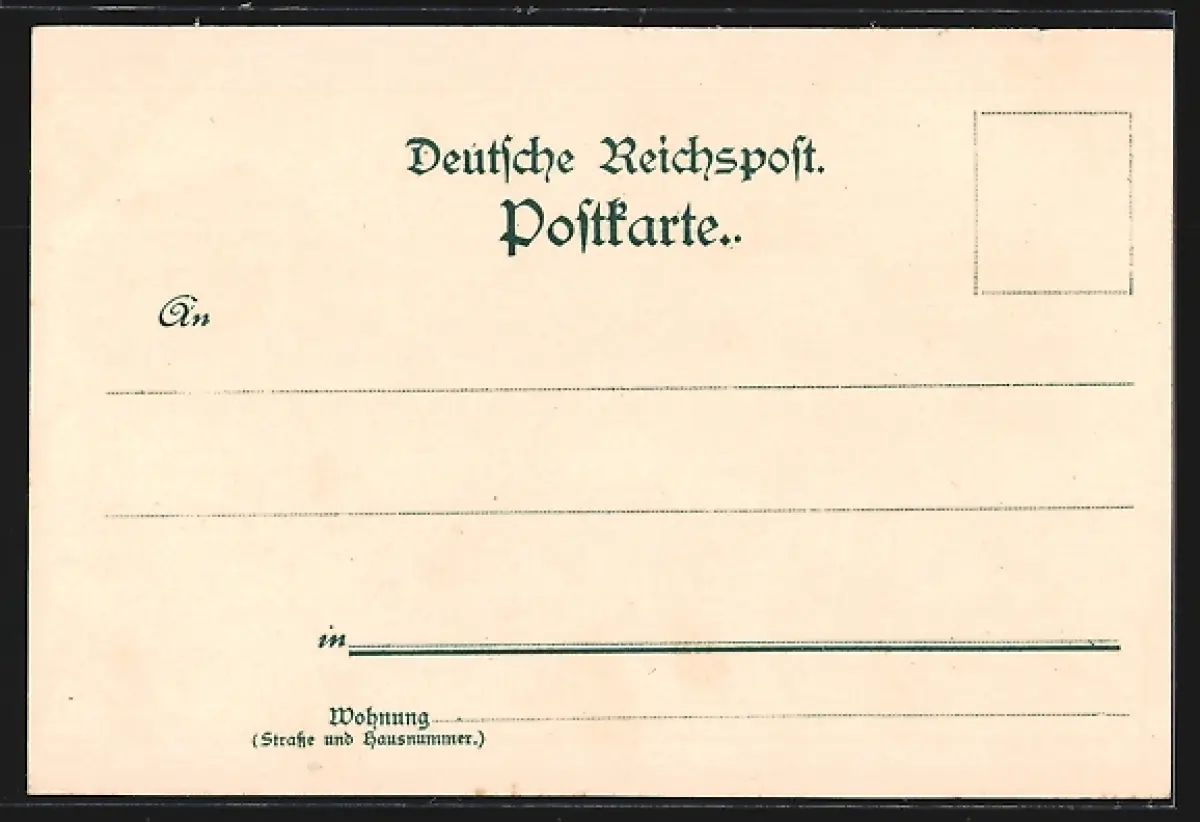 Deutsche Reichspost.
Postkarte..
An
in
Wohnung
(Straße und Hausnummer.)